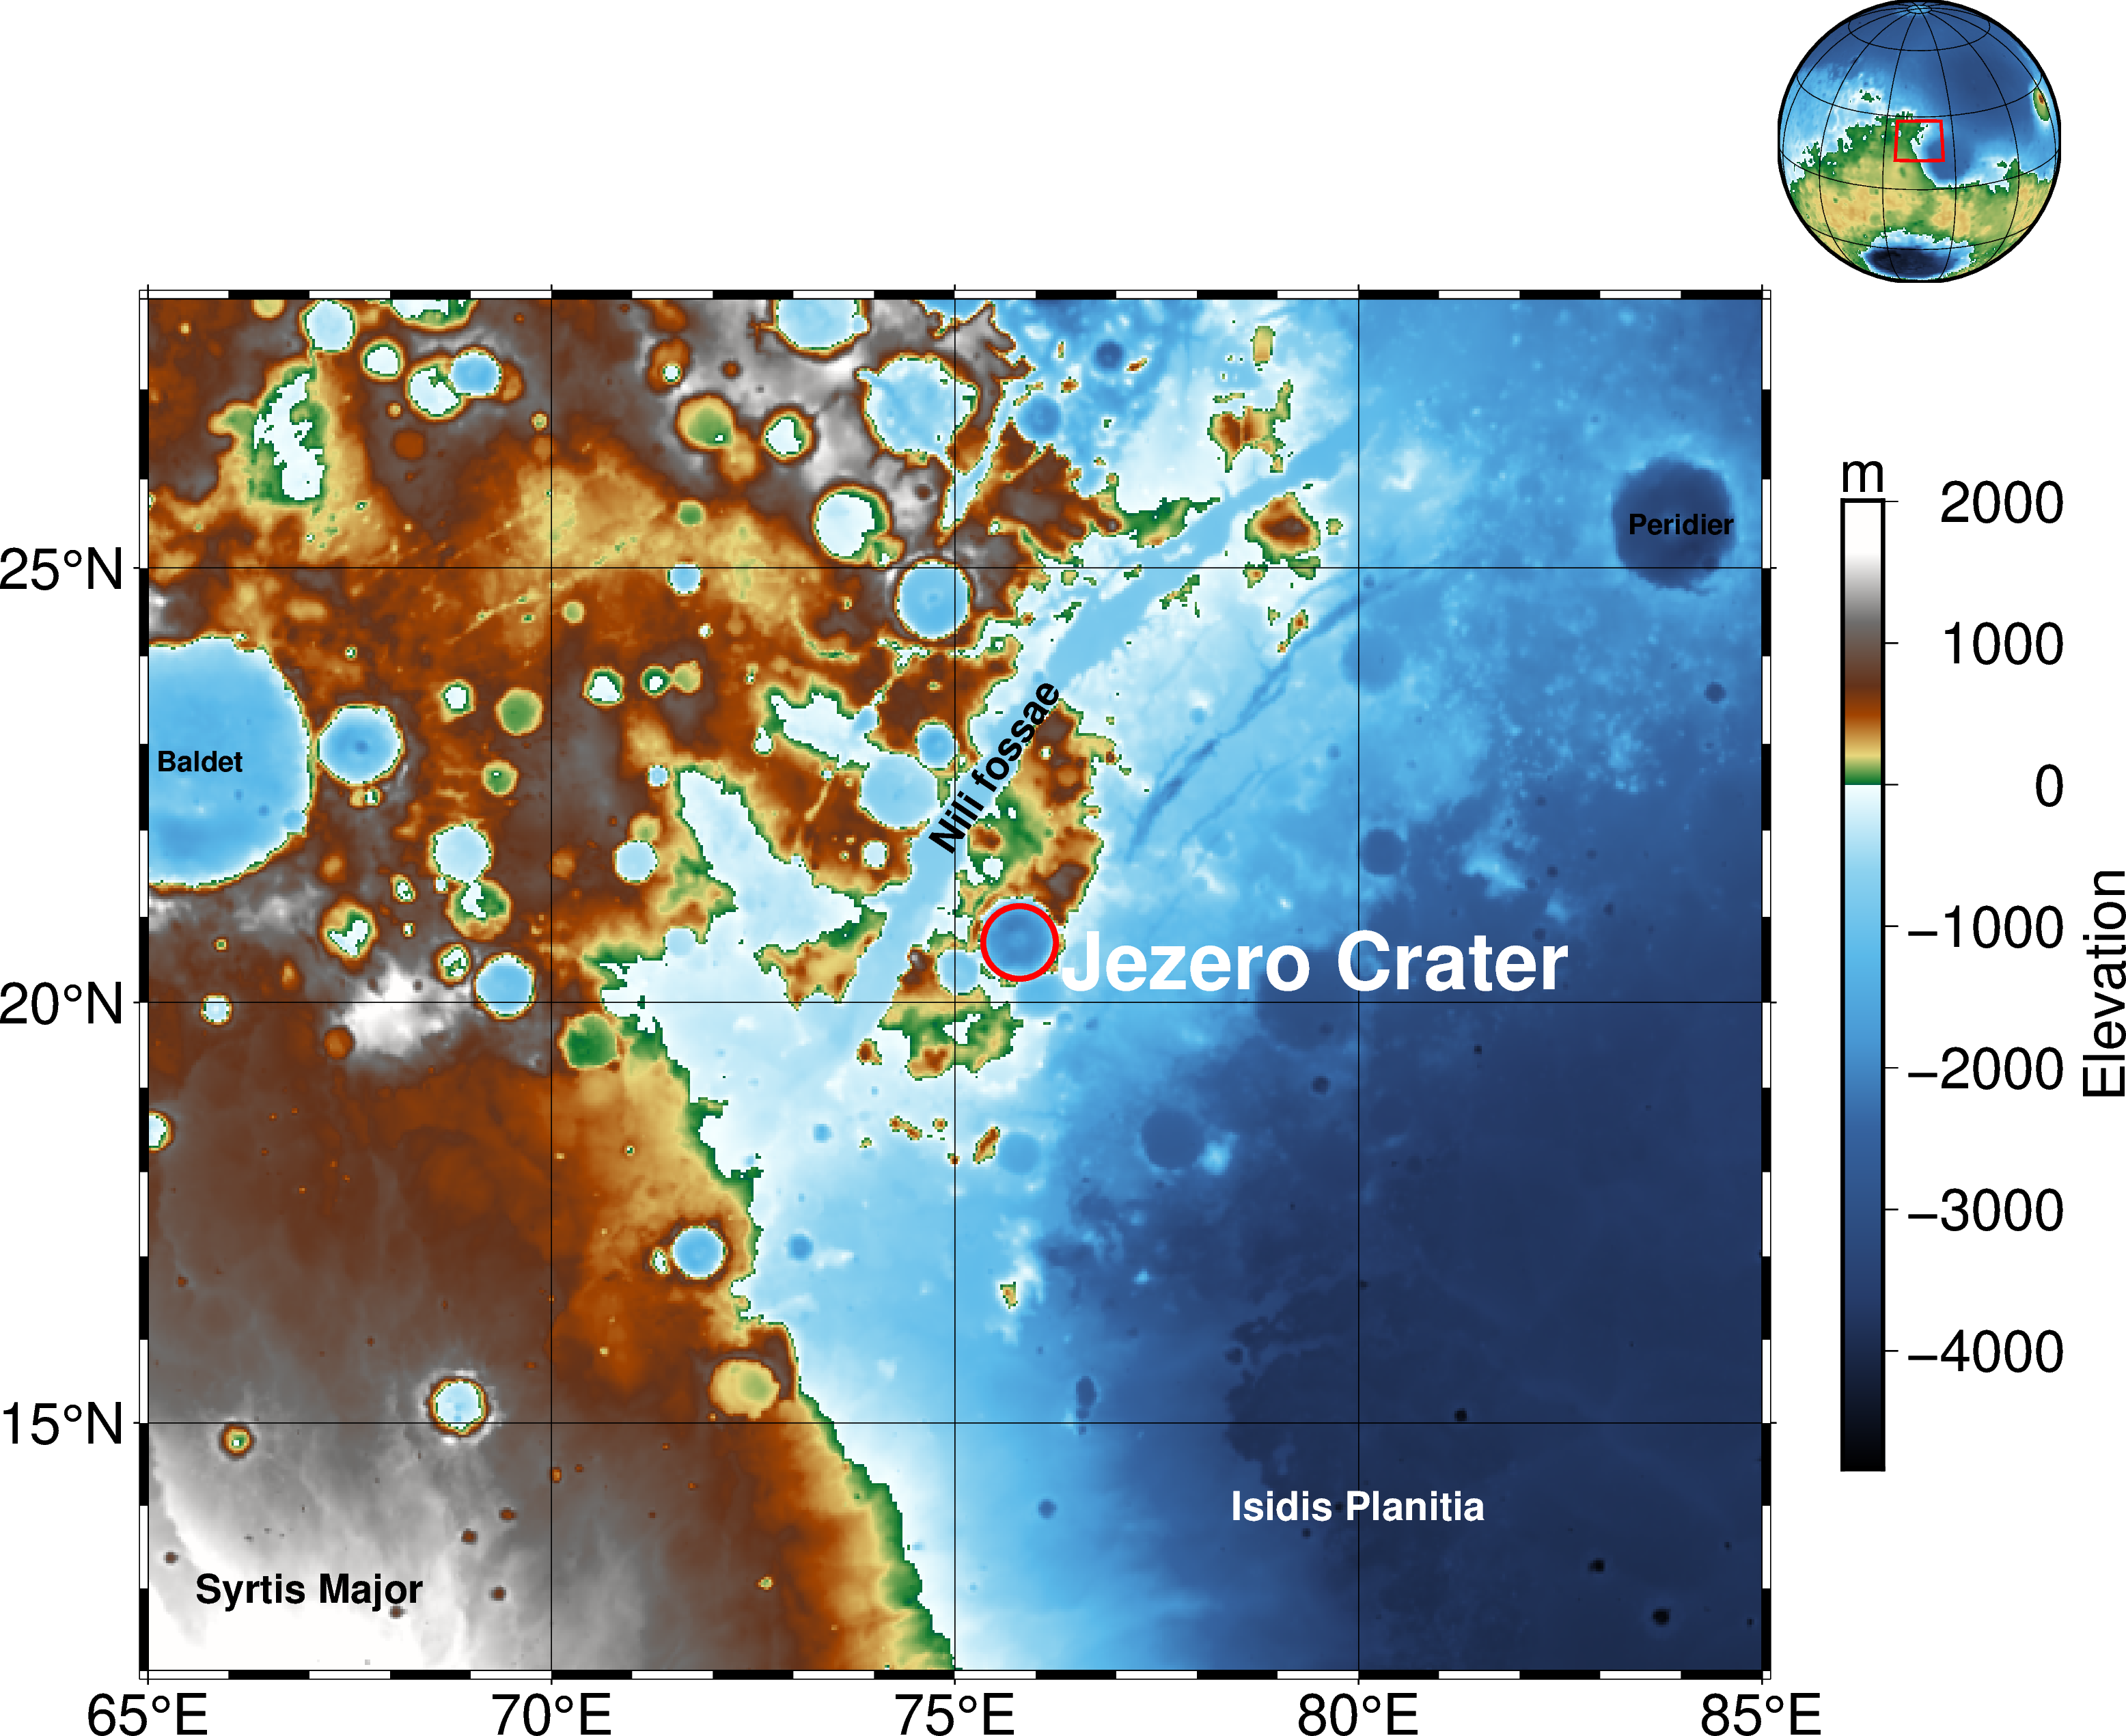 m
2000
1000
0
−1000
−2000
−3000
−4000
Elevation
25°N
20°N
15°N
65°E
70°E
75°E
80°E
85°E
Peridier
Baldet
Nili fossae
Jezero Crater
Isidis Planitia
Syrtis Major